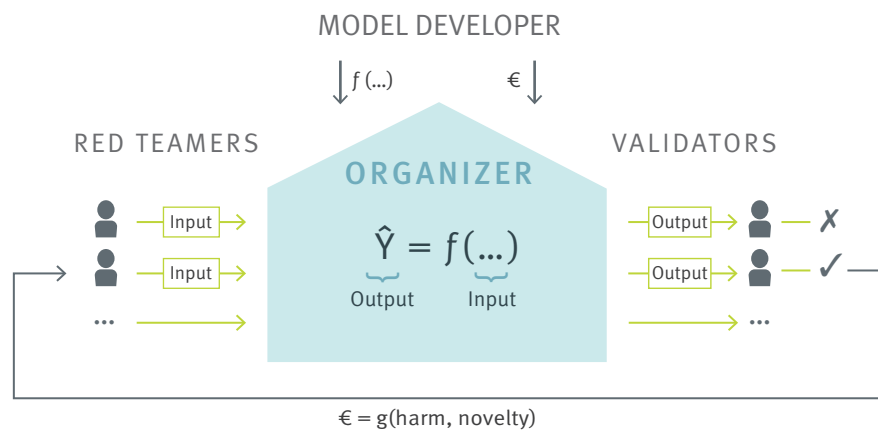 MODEL DEVELOPER
f (...)
€
RED TEAMERS
VALIDATORS
ORGANIZER
Input
Output
✗
Ŷ = f (...)
Input
Output
✓
Output
Input
...
...
€ = g(harm, novelty)